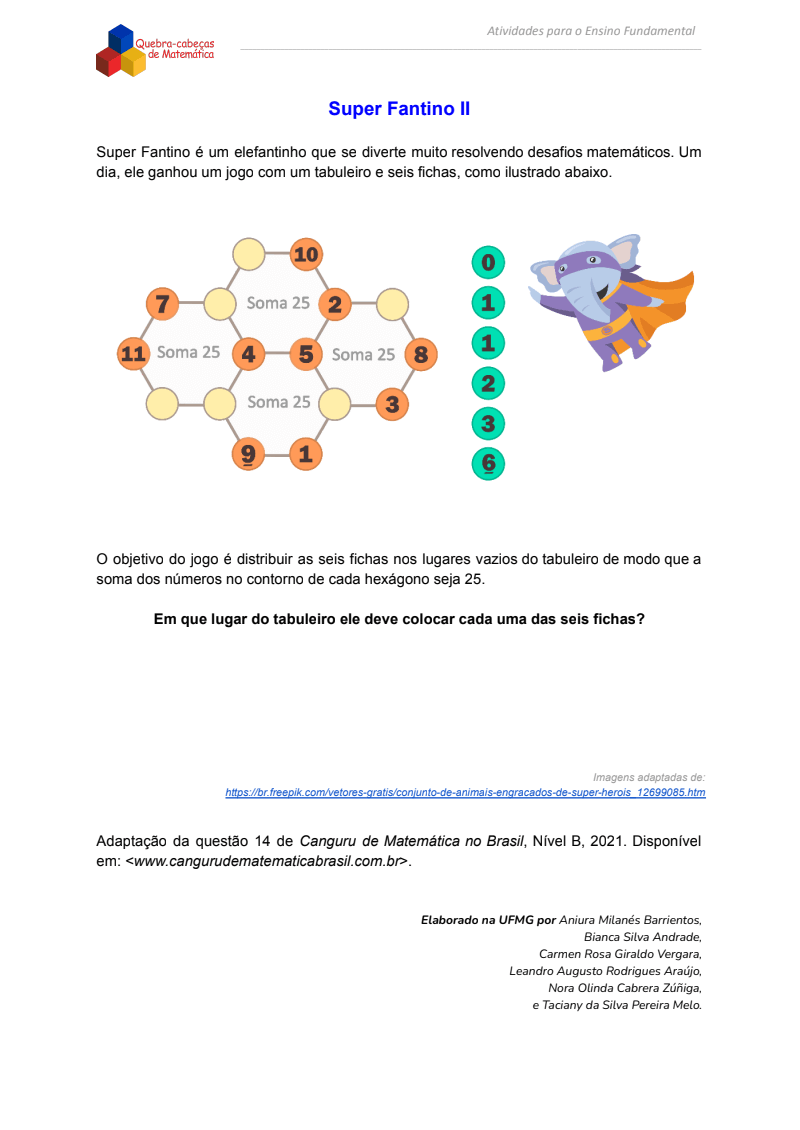 Quebra-cabeças
de Matemática
Atividades para o Ensino Fundamental
Super Fantino II
Super Fantino é um elefantinho que se diverte muito resolvendo desafios matemáticos. Um
dia, ele ganhou um jogo com um tabuleiro e seis fichas, como ilustrado abaixo.
10
7
Soma 25
2
11
Soma 25
4
5
Soma 25
8
Soma 25
3
9
1
0
1
1
2
3
6
O objetivo do jogo é distribuir as seis fichas nos lugares vazios do tabuleiro de modo que a
soma dos números no contorno de cada hexágono seja 25.
Em que lugar do tabuleiro ele deve colocar cada uma das seis fichas?
Imagens adaptadas de:
https://br.freepik.com/vetores-gratis/conjunto-de-animais-engracados-de-super-herois_12699085.htm
Adaptação da questão 14 de Canguru de Matemática no Brasil, Nível B, 2021. Disponível
em: <www.cangurudematematicabrasil.com.br>.
Elaborado na UFMG por Aniura Milanés Barrientos,
Bianca Silva Andrade,
Carmen Rosa Giraldo Vergara,
Leandro Augusto Rodrigues Araújo,
Nora Olinda Cabrera Zúñiga,
e Taciany da Silva Pereira Melo.